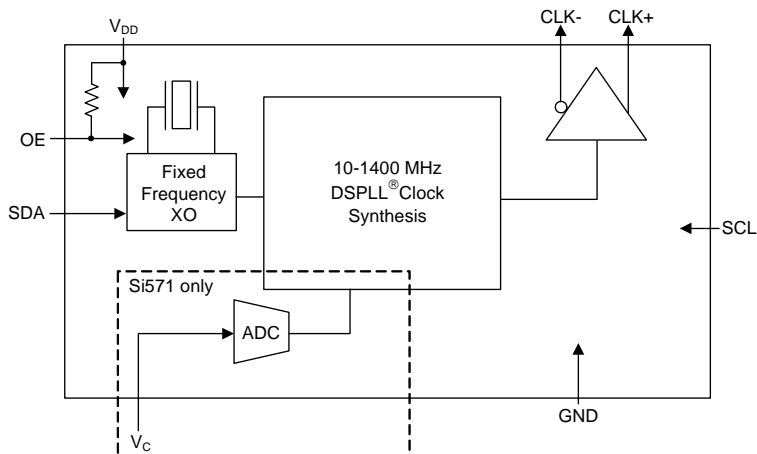 CLK- CLK+
VDD
OE
Fixed
Frequency
XO
10-1400 MHz
DSPLL®Clock
Synthesis
SDA
SCL
Si571 only
ADC
GND
VC